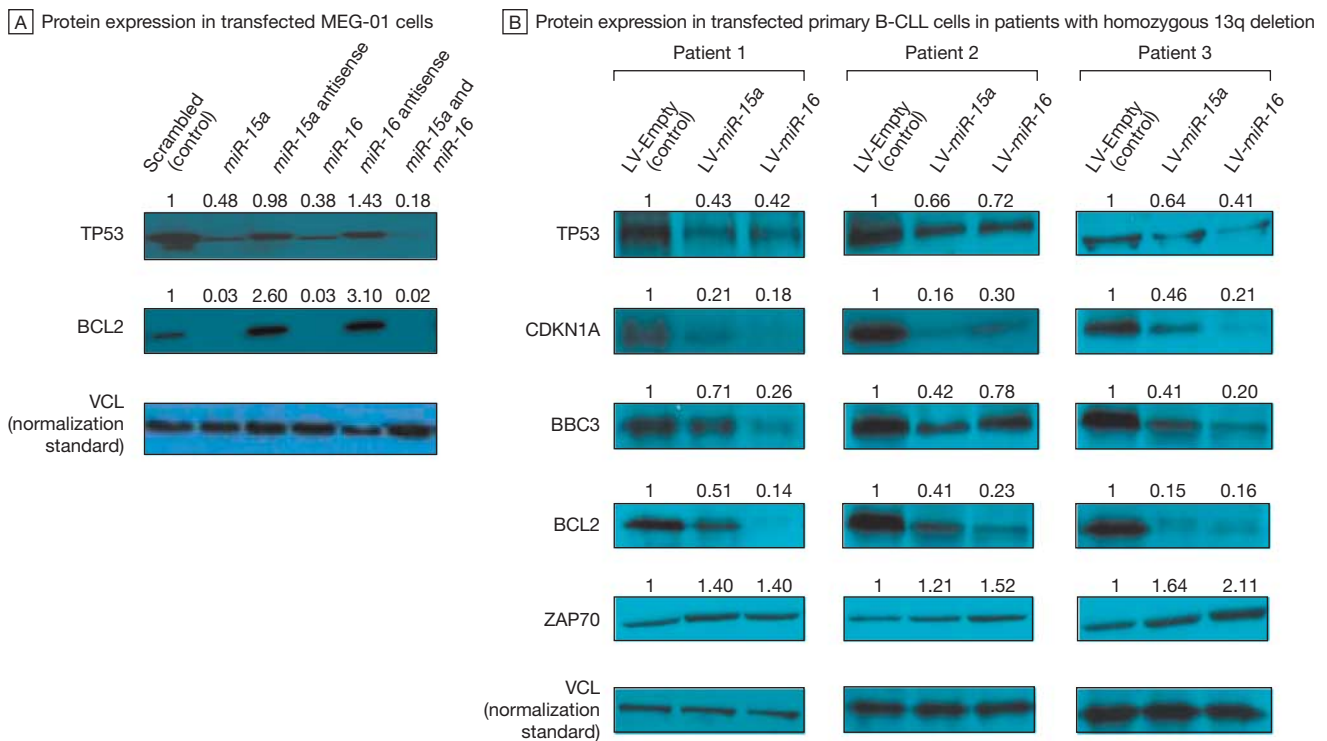 A Protein expression in transfected MEG-01 cells
Scrambled (control)
miR-15a
miR-15a antisense
miR-16
miR-16 antisense
miR-15a and miR-16
1 0.48 0.98 0.38 1.43 0.18
TP53
1 0.03 2.60 0.03 3.10 0.02
BCL2
VCL
(normalization
standard)
B Protein expression in transfected primary B-CLL cells in patients with homozygous 13q deletion
Patient 1 Patient 2 Patient 3
LV-Empty (control)
LV-miR-15a
LV-miR-16
LV-Empty (control)
LV-miR-15a
LV-miR-16
LV-Empty (control)
LV-miR-15a
LV-miR-16
1 0.43 0.42 1 0.66 0.72 1 0.64 0.41
TP53
1 0.21 0.18 1 0.16 0.30 1 0.46 0.21
CDKN1A
1 0.71 0.26 1 0.42 0.78 1 0.41 0.20
BBC3
1 0.51 0.14 1 0.41 0.23 1 0.15 0.16
BCL2
1 1.40 1.40 1 1.21 1.52 1 1.64 2.11
ZAP70
VCL
(normalization
standard)